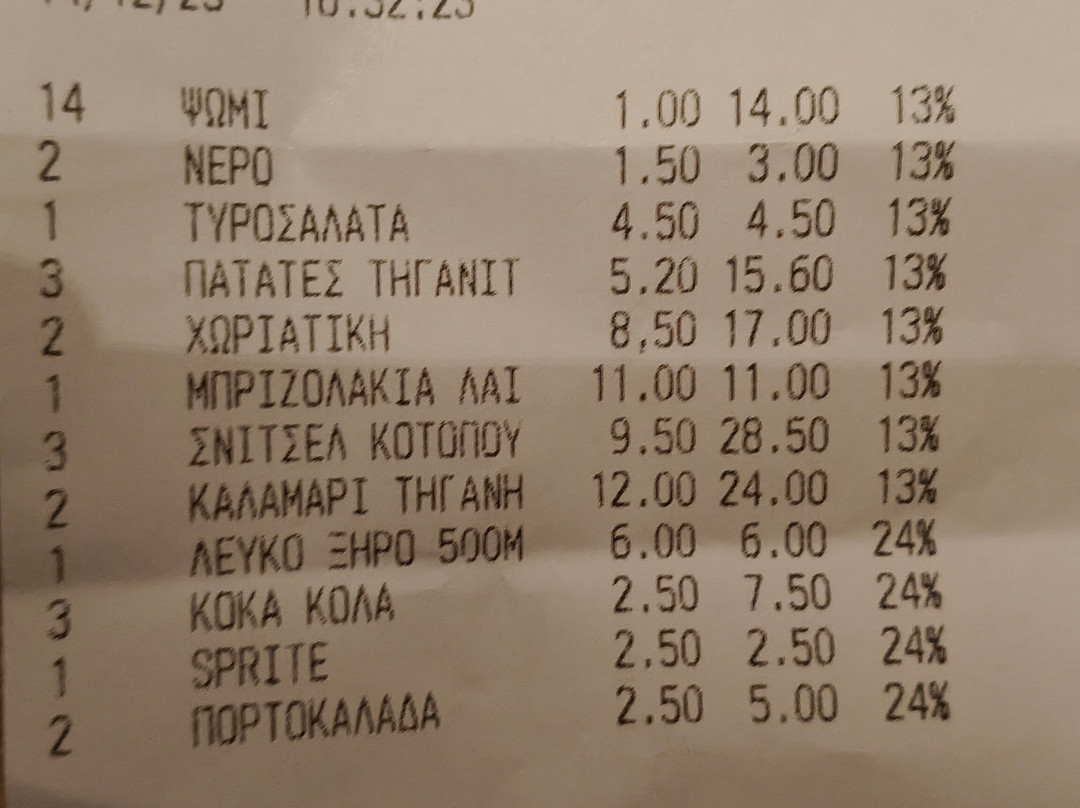 14 ΨΩΜΙ 1.00 14.00 13%
2 ΝΕΡΟ 1.50 3.00 13%
1 ΤΥΡΟΣΑΛΑΤΑ 4.50 4.50 13%
3 ΠΑΤΑΤΕΣ ΤΗΓΑΝΙΤ 5.20 15.60 13%
2 ΧΩΡΙΑΤΙΚΗ 8,50 17.00 13%
1 ΜΠΡΙΖΟΛΑΚΙΑ ΛΑΙ 11.00 11.00 13%
3 ΣΝΙΤΣΕΛ ΚΟΤΟΠΟΥ 9.50 28.50 13%
2 ΚΑΛΑΜΑΡΙ ΤΗΓΑΝΗ 12.00 24.00 13%
1 ΛΕΥΚΟ ΞΗΡΟ 500Μ 6.00 6.00 24%
3 ΚΟΚΑ ΚΟΛΑ 2.50 7.50 24%
1 SPRITE 2,50 2.50 24%
2 ΠΟΡΤΟΚΑΛΑΔΑ 2.50 5.00 24%